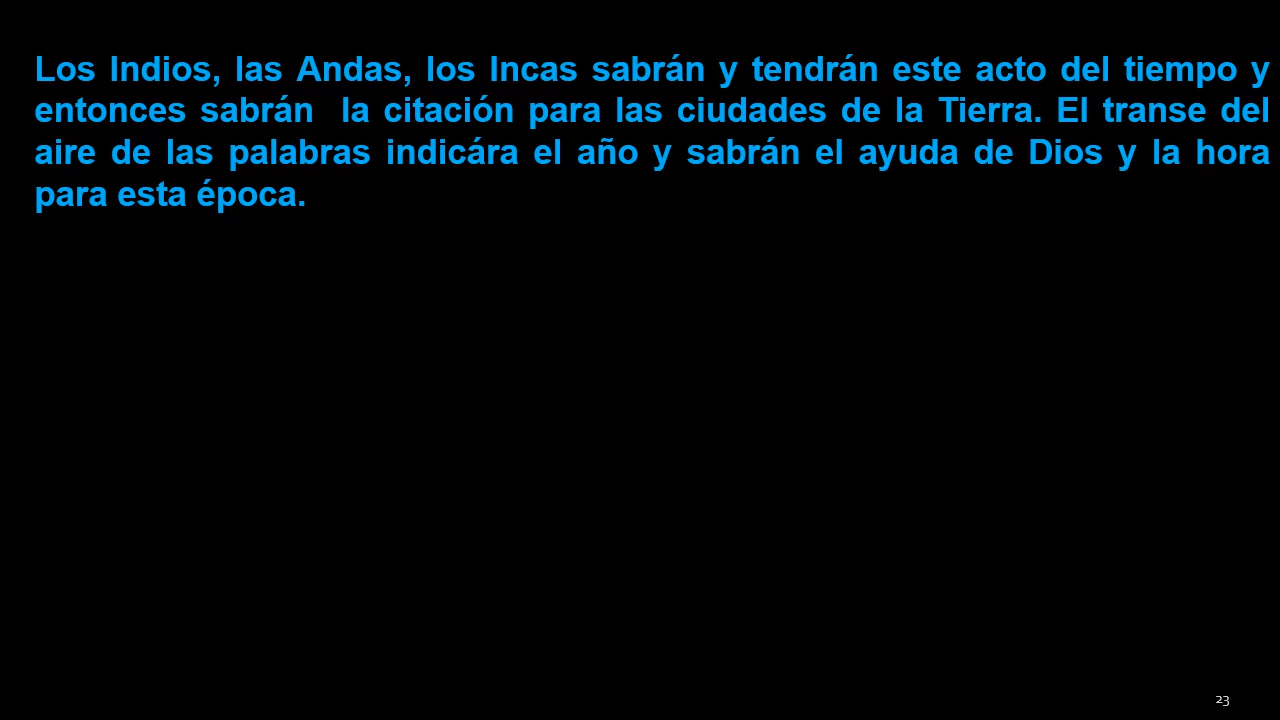 Los Indios, las Andas, los Incas sabrán y tendrán este acto del tiempo y
entonces sabrán  la citación para las ciudades de la Tierra. El transe del
aire de las palabras indicára el año y sabrán el ayuda de Dios y la hora
para esta época.
23